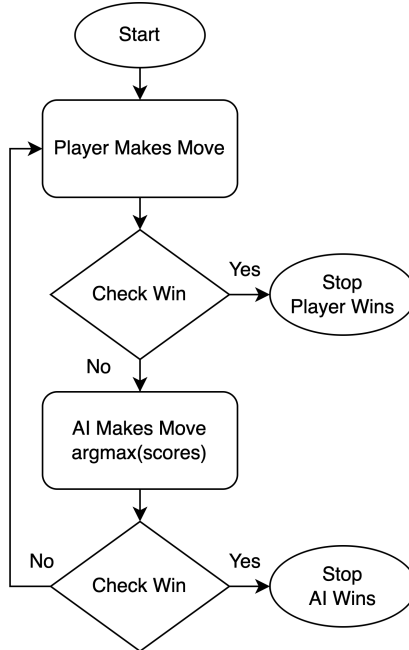 Start
Player Makes Move
Check Win
Yes
Stop
Player Wins
No
AI Makes Move
argmax(scores)
No
Check Win
Yes
Stop
AI Wins